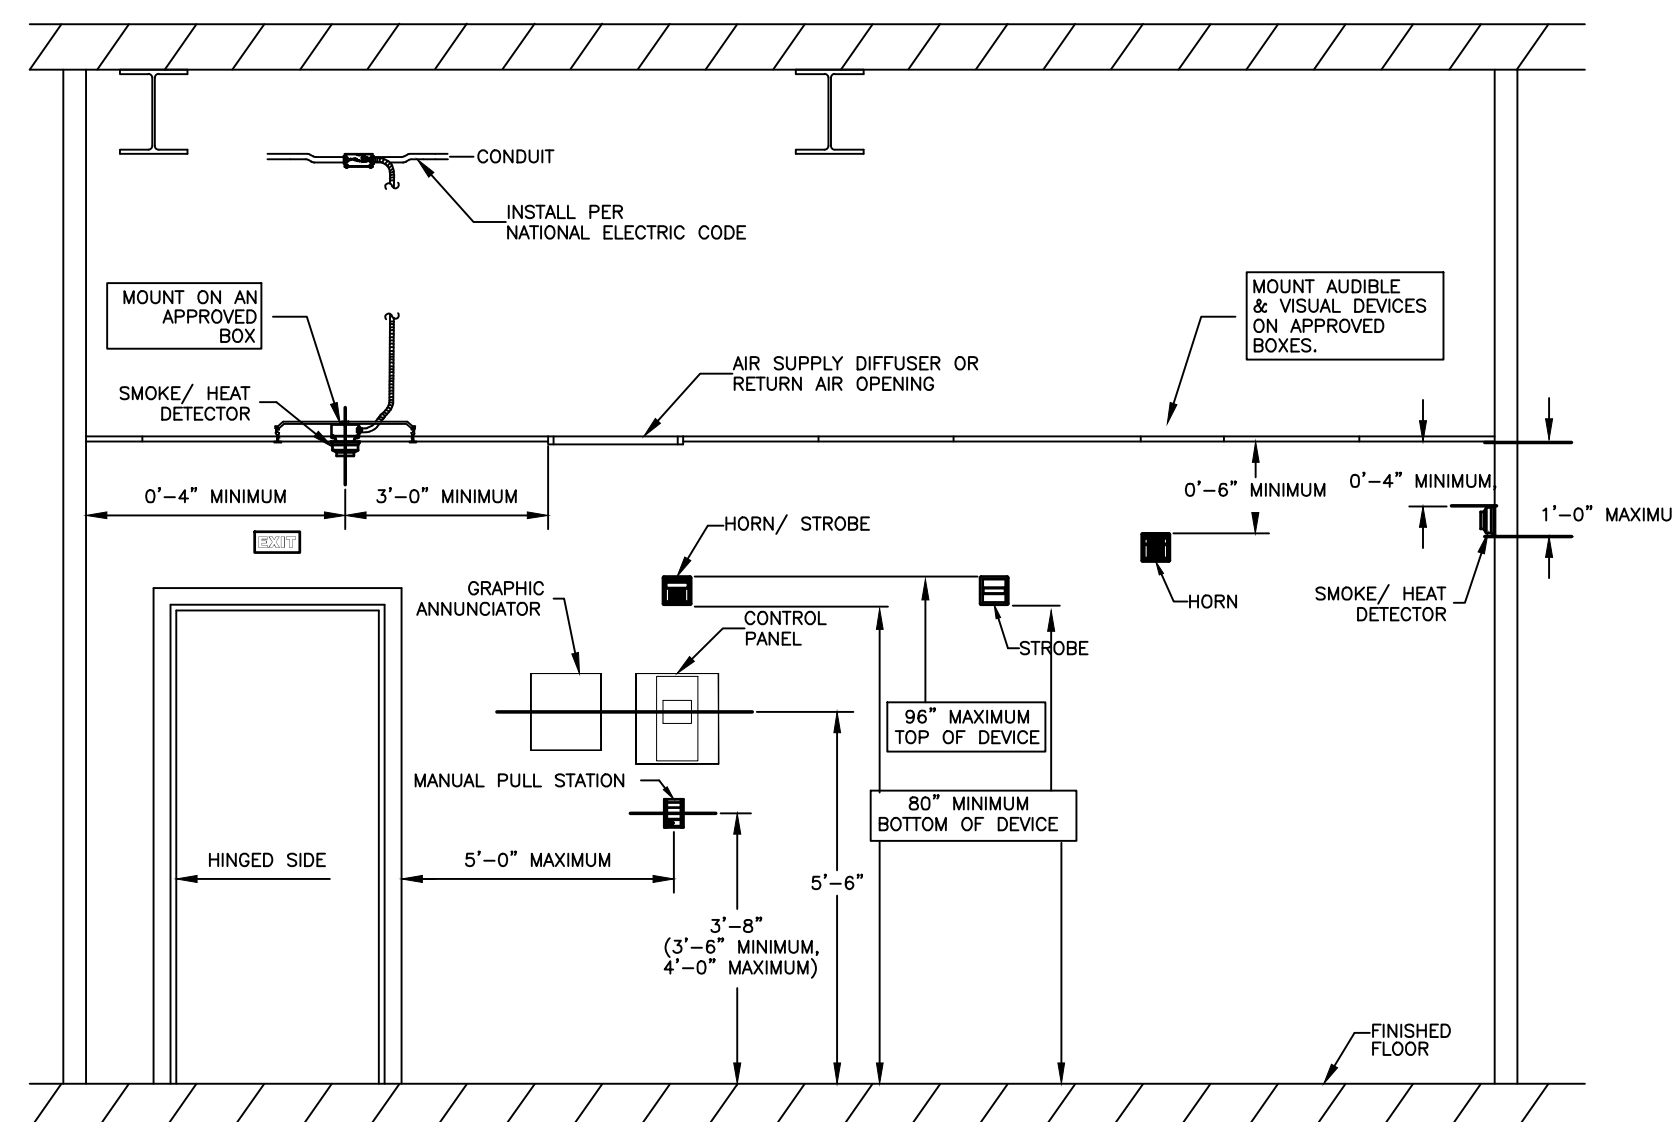 CONDUIT
INSTALL PER
NATIONAL ELECTRIC CODE
MOUNT ON AN
APPROVED
BOX
MOUNT AUDIBLE
& VISUAL DEVICES
ON APPROVED
BOXES.
AIR SUPPLY DIFFUSER OR
RETURN AIR OPENING
SMOKE/ HEAT
DETECTOR
0'-4" MINIMUM
3'-0" MINIMUM
0'-6" MINIMUM
0'-4" MINIMUM,
1'-0" MAXIMU
EXIT
HORN/ STROBE
GRAPHIC
ANNUNCIATOR
CONTROL
PANEL
STROBE
HORN
SMOKE/ HEAT
DETECTOR
96" MAXIMUM
TOP OF DEVICE
MANUAL PULL STATION
80" MINIMUM
BOTTOM OF DEVICE
HINGED SIDE
5'-0" MAXIMUM
5'-6"
3'-8"
(3'-6" MINIMUM,
4'-0" MAXIMUM)
FINISHED
FLOOR